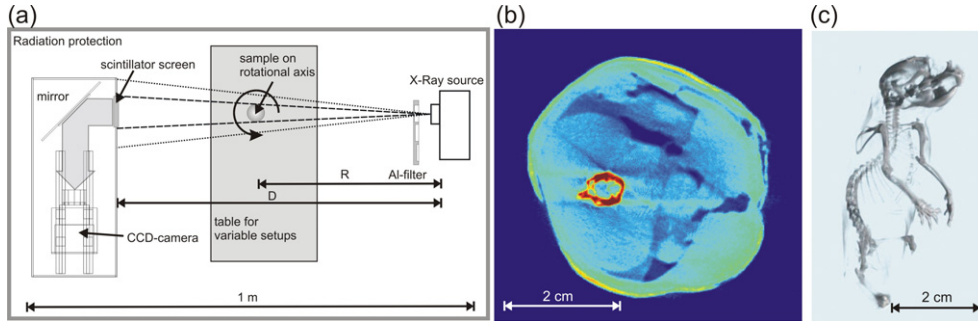 (a)
Radiation protection
scintillator screen
mirror
sample on
rotational axis
X-Ray source
R
Al-filter
D
table for
variable setups
CCD-camera
1 m
(b)
2 cm
(c)
2 cm